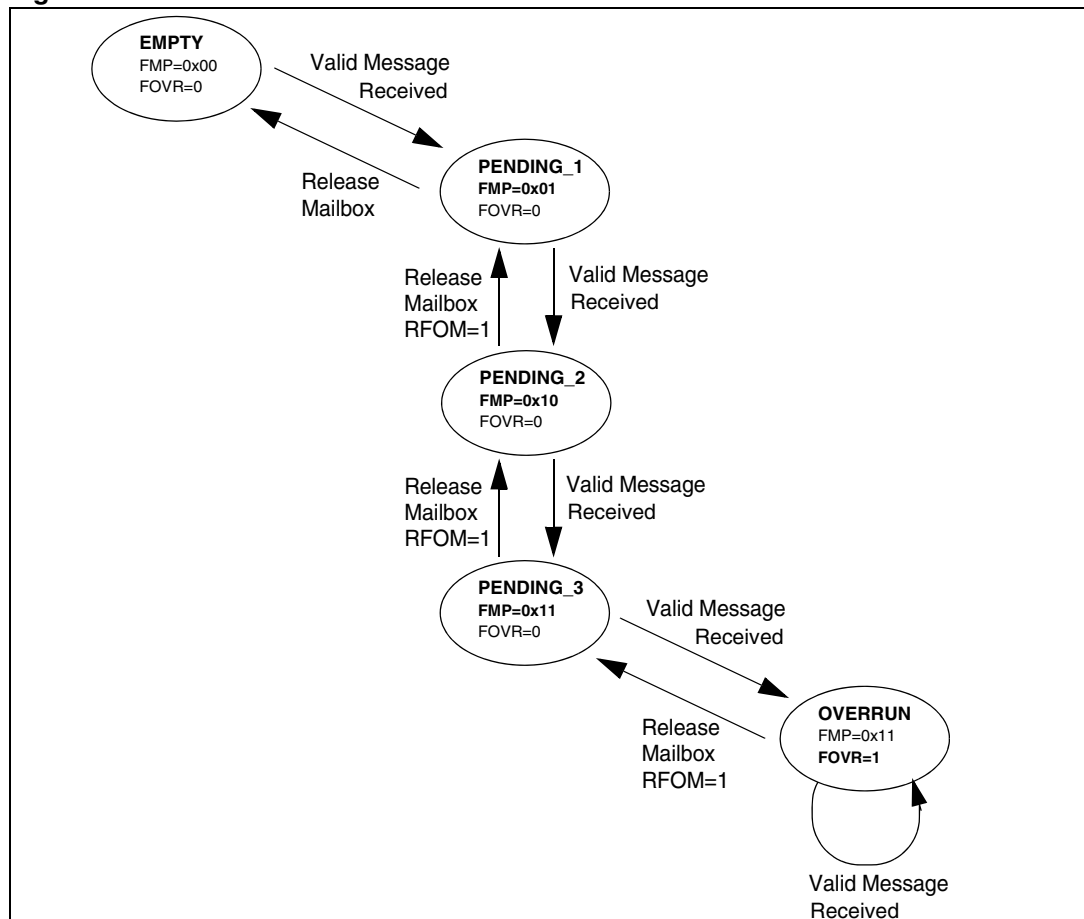 EMPTY
FMP=0x00
FOVR=0
Valid Message
Received
Release
Mailbox
PENDING_1
FMP=0x01
FOVR=0
Release
Mailbox
RFOM=1
Valid Message
Received
PENDING_2
FMP=0x10
FOVR=0
Release
Mailbox
RFOM=1
Valid Message
Received
PENDING_3
FMP=0x11
FOVR=0
Valid Message
Received
Release
Mailbox
RFOM=1
OVERRUN
FMP=0x11
FOVR=1
Valid Message
Received